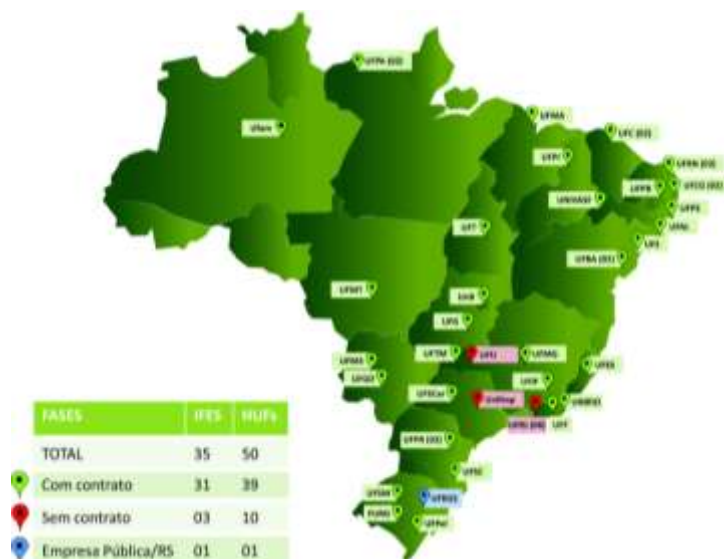 UFPA (02)
UFMA
UFC (02)
UFam
UFPI
UFRN (03)
UFPB
UFCG (02)
UNIVASF
UFPE
UFAL
UFT
UFS
UFBA (02)
UFMT
UnB
UFG
UFTM
UFU
UFMG
UFES
UFMS
UFGD
UFJF
UFSCar
Unifesp
UNIRIO
UFRJ (08)
UFF
UFPR (02)
UFSC
UFSM
UFRGS
FURG
UFPel
FASES IFES HUFs
TOTAL 35 50
Com contrato 31 39
Sem contrato 03 10
Empresa Pública/RS 01 01